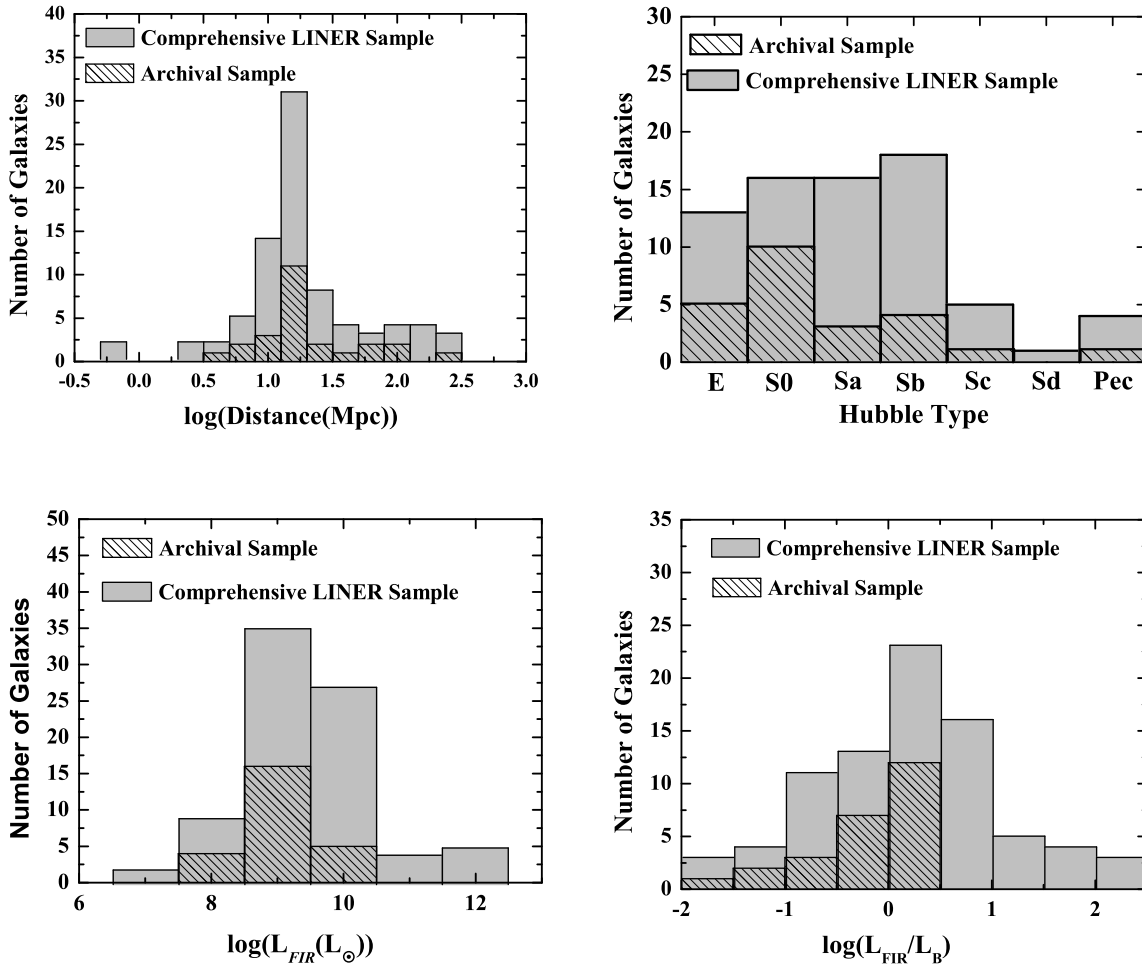 40
35
30
25
20
15
10
5
0
Number of Galaxies
Comprehensive LINER Sample
Archival Sample
-0.5 0.0 0.5 1.0 1.5 2.0 2.5 3.0
log(Distance(Mpc))
30
25
20
15
10
5
0
Number of Galaxies
Archival Sample
Comprehensive LINER Sample
E S0 Sa Sb Sc Sd Pec
Hubble Type
50
45
40
35
30
25
20
15
10
5
0
Number of Galaxies
Archival Sample
Comprehensive LINER Sample
6 8 10 12
log(L_FIR(L_⊙))
35
30
25
20
15
10
5
0
Number of Galaxies
Comprehensive LINER Sample
Archival Sample
-2 -1 0 1 2
log(L_FIR/L_B)